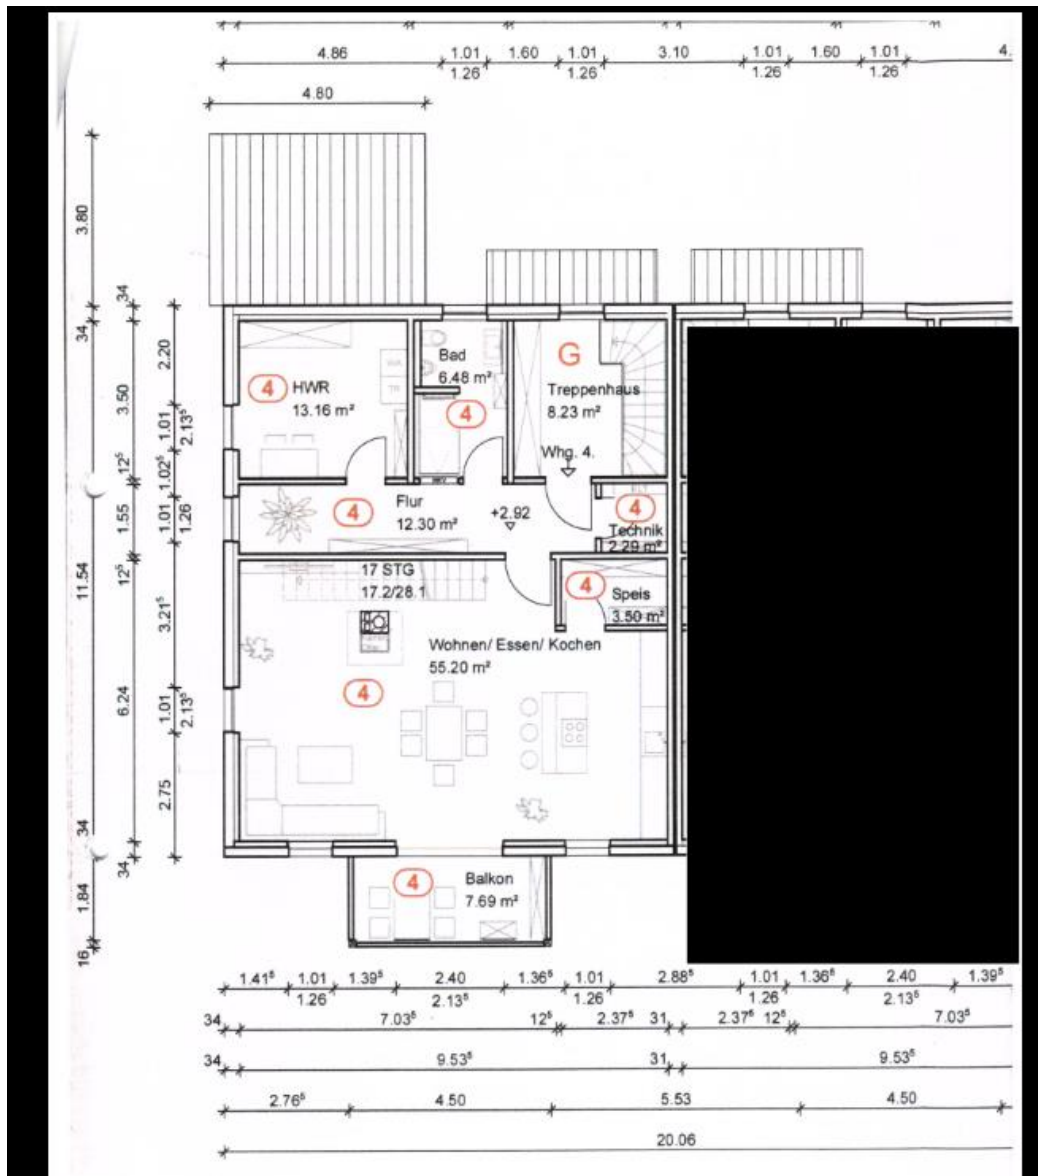 4.86 1.01 1.60 1.01 3.10 1.01 1.60 1.01 4.
1.26 1.26 1.26 1.26
4.80
3.80
34
34
2.20
3.50
1.01
2.13⁵
12⁵
1.02⁵
1.55
1.01
1.26
11.54
12⁵
3.21⁵
6.24
1.01
2.13⁵
2.75
34
34
1.84
16
Bad
6.48 m²
G
4 HWR
13.16 m²
Treppenhaus
8.23 m²
4
Whg. 4.
Flur
4
12.30 m²
+2.92
4
Technik
2.29 m²
17 STG
17.2/28.1
4 Speis
3.50 m²
Wohnen/ Essen/ Kochen
55.20 m²
4
4 Balkon
7.69 m²
1.41⁵ 1.01 1.39⁵ 2.40 1.36⁵ 1.01 2.88⁵ 1.01 1.36⁵ 2.40 1.39⁵
1.26 2.13⁵ 1.26 1.26 2.13⁵
34 7.03⁵ 12⁵ 2.37⁵ 31 2.37⁵ 12⁵ 7.03⁵
34 9.53⁵ 31 9.53⁵
2.76⁵ 4.50 5.53 4.50
20.06